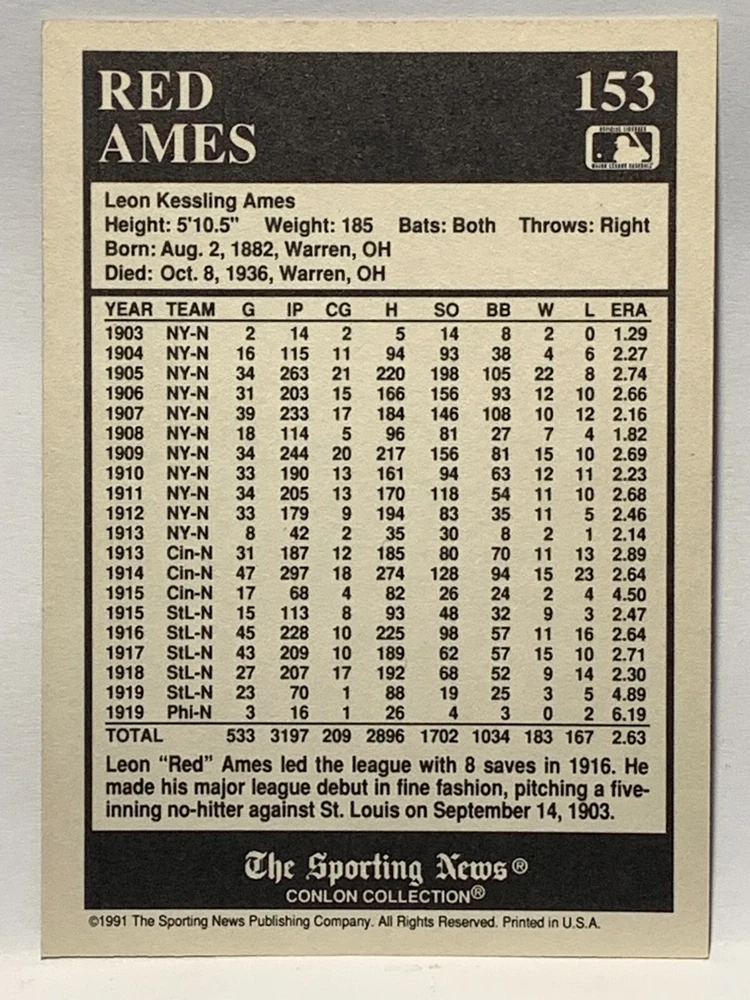 RED 153
AMES
OFFICIAL LICENSEE
MAJOR LEAGUE BASEBALL
Leon Kessling Ames
Height: 5'10.5" Weight: 185 Bats: Both Throws: Right
Born: Aug. 2, 1882, Warren, OH
Died: Oct. 8, 1936, Warren, OH
YEAR TEAM G IP CG H SO BB W L ERA
1903 NY-N 2 14 2 5 14 8 2 0 1.29
1904 NY-N 16 115 11 94 93 38 4 6 2.27
1905 NY-N 34 263 21 220 198 105 22 8 2.74
1906 NY-N 31 203 15 166 156 93 12 10 2.66
1907 NY-N 39 233 17 184 146 108 10 12 2.16
1908 NY-N 18 114 5 96 81 27 7 4 1.82
1909 NY-N 34 244 20 217 156 81 15 10 2.69
1910 NY-N 33 190 13 161 94 63 12 11 2.23
1911 NY-N 34 205 13 170 118 54 11 10 2.68
1912 NY-N 33 179 9 194 83 35 11 5 2.46
1913 NY-N 8 42 2 35 30 8 2 1 2.14
1913 Cin-N 31 187 12 185 80 70 11 13 2.89
1914 Cin-N 47 297 18 274 128 94 15 23 2.64
1915 Cin-N 17 68 4 82 26 24 2 4 4.50
1915 StL-N 15 113 8 93 48 32 9 3 2.47
1916 StL-N 45 228 10 225 98 57 11 16 2.64
1917 StL-N 43 209 10 189 62 57 15 10 2.71
1918 StL-N 27 207 17 192 68 52 9 14 2.30
1919 StL-N 23 70 1 88 19 25 3 5 4.89
1919 Phi-N 3 16 1 26 4 3 0 2 6.19
TOTAL 533 3197 209 2896 1702 1034 183 167 2.63
Leon “Red” Ames led the league with 8 saves in 1916. He
made his major league debut in fine fashion, pitching a five-
inning no-hitter against St. Louis on September 14, 1903.
The Sporting News®
CONLON COLLECTION®
©1991 The Sporting News Publishing Company. All Rights Reserved. Printed in U.S.A.